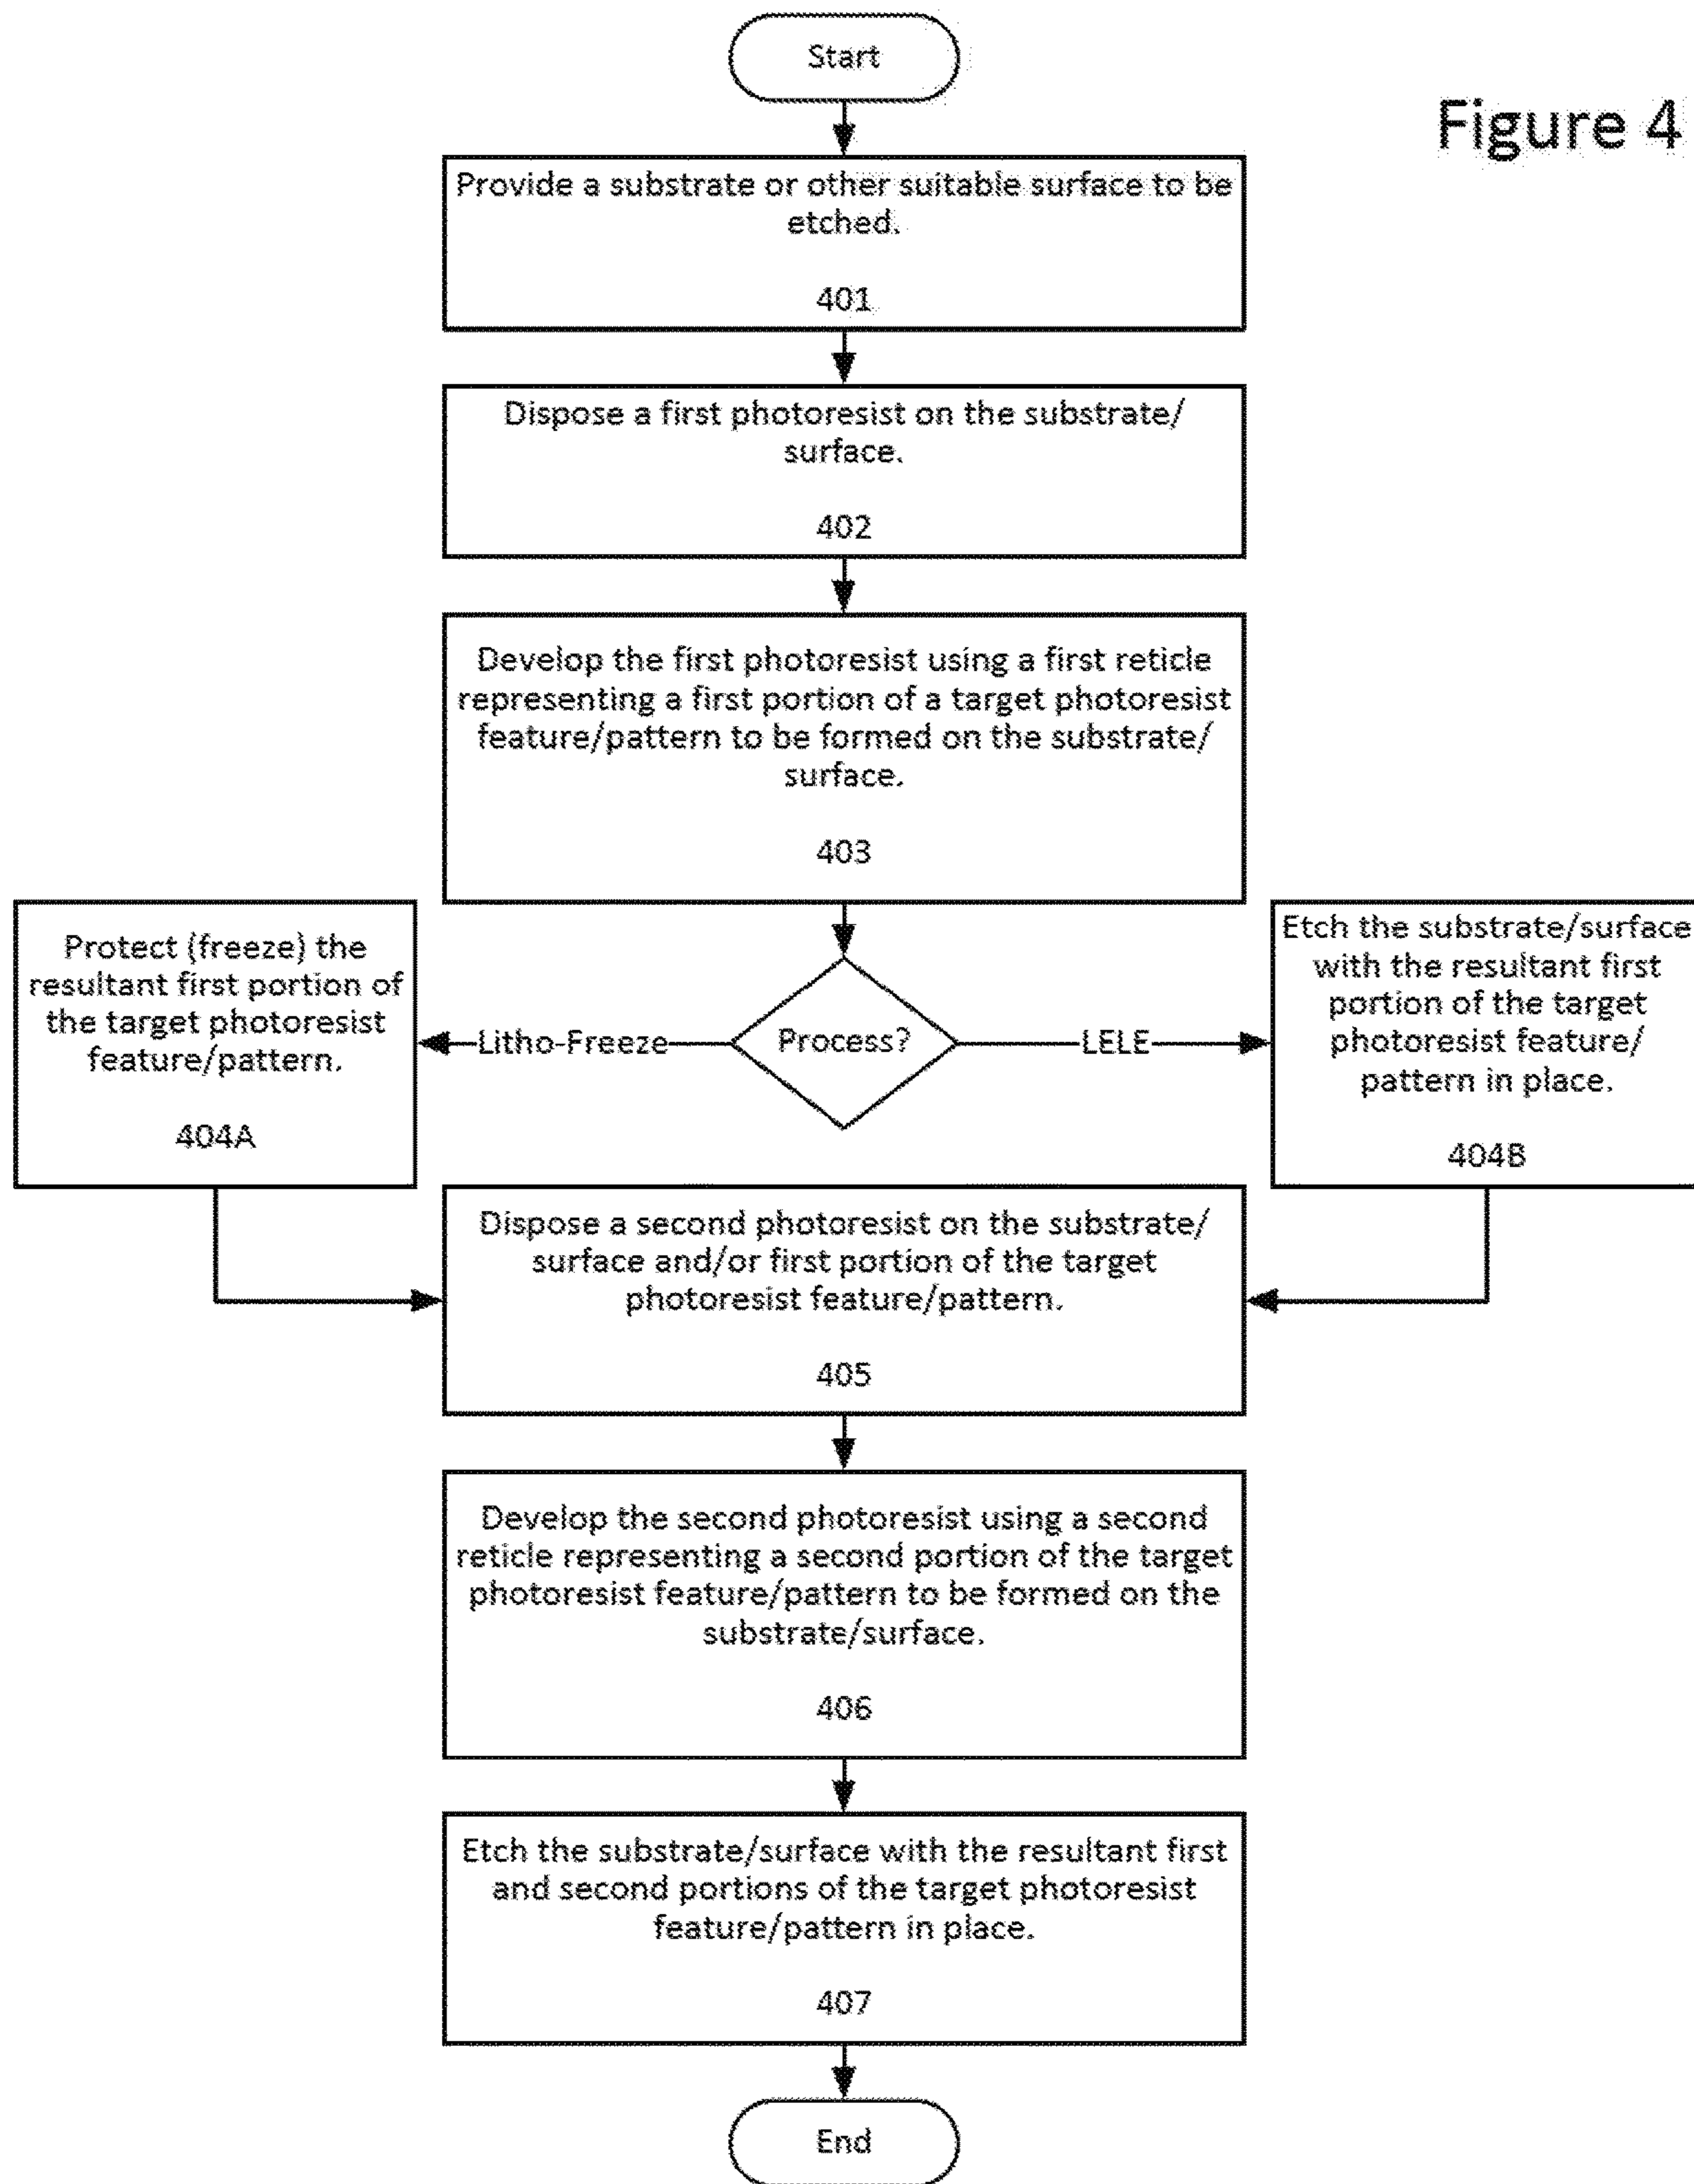 Start
Figure 4
Provide a substrate or other suitable surface to be
etched.
401
Dispose a first photoresist on the substrate/
surface.
402
Develop the first photoresist using a first reticle
representing a first portion of a target photoresist
feature/pattern to be formed on the substrate/
surface.
403
Protect (freeze) the
resultant first portion of
the target photoresist
feature/pattern.
404A
Litho-Freeze
Process?
LELE
Etch the substrate/surface
with the resultant first
portion of the target
photoresist feature/
pattern in place.
404B
Dispose a second photoresist on the substrate/
surface and/or first portion of the target
photoresist feature/pattern.
405
Develop the second photoresist using a second
reticle representing a second portion of the target
photoresist feature/pattern to be formed on the
substrate/surface.
406
Etch the substrate/surface with the resultant first
and second portions of the target photoresist
feature/pattern in place.
407
End